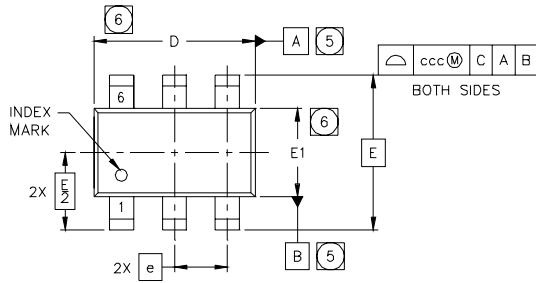 6
D
A 5
ccc Ⓜ C A B
BOTH SIDES
6
INDEX
MARK
6
E1
E
2X E/2
1
B 5
2X e